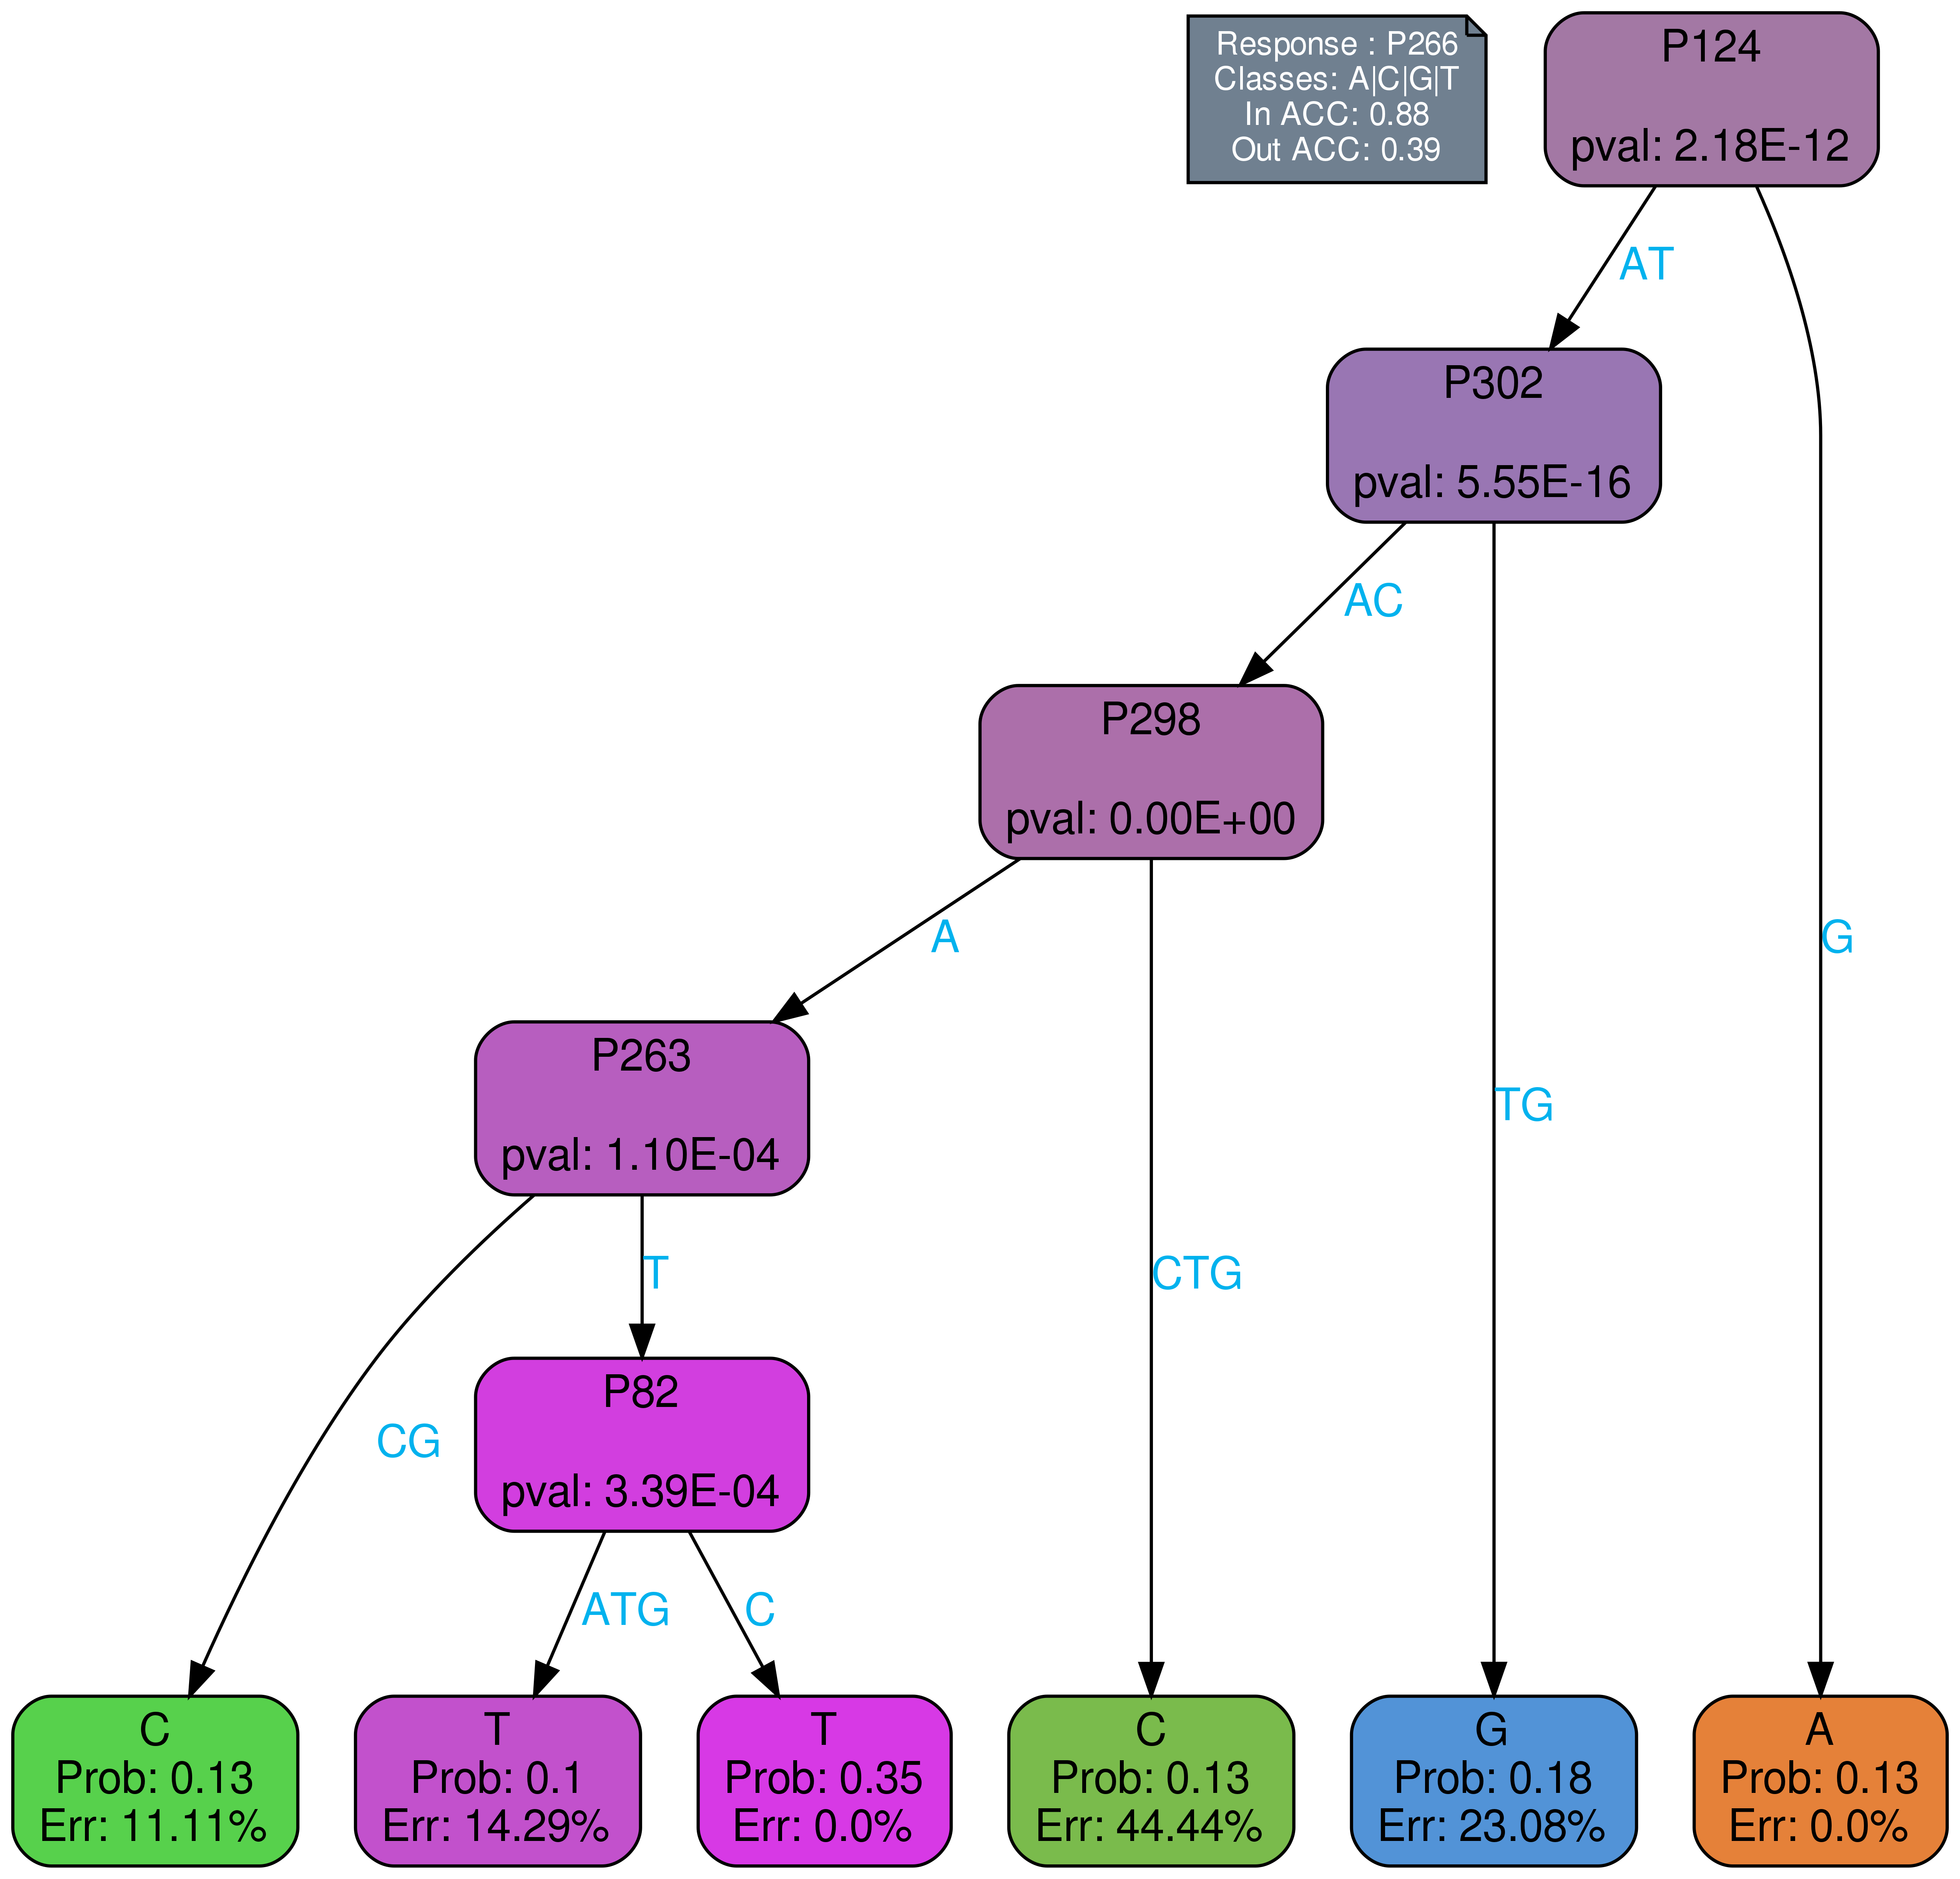 Response : P266
Classes: A|C|G|T
In ACC: 0.88
Out ACC: 0.39
P124
pval: 2.18E-12
AT
P302
pval: 5.55E-16
AC
P298
pval: 0.00E+00
A
G
P263
pval: 1.10E-04
TG
T
CTG
P82
pval: 3.39E-04
CG
ATG
C
C
Prob: 0.13
Err: 11.11%
T
Prob: 0.1
Err: 14.29%
T
Prob: 0.35
Err: 0.0%
C
Prob: 0.13
Err: 44.44%
G
Prob: 0.18
Err: 23.08%
A
Prob: 0.13
Err: 0.0%